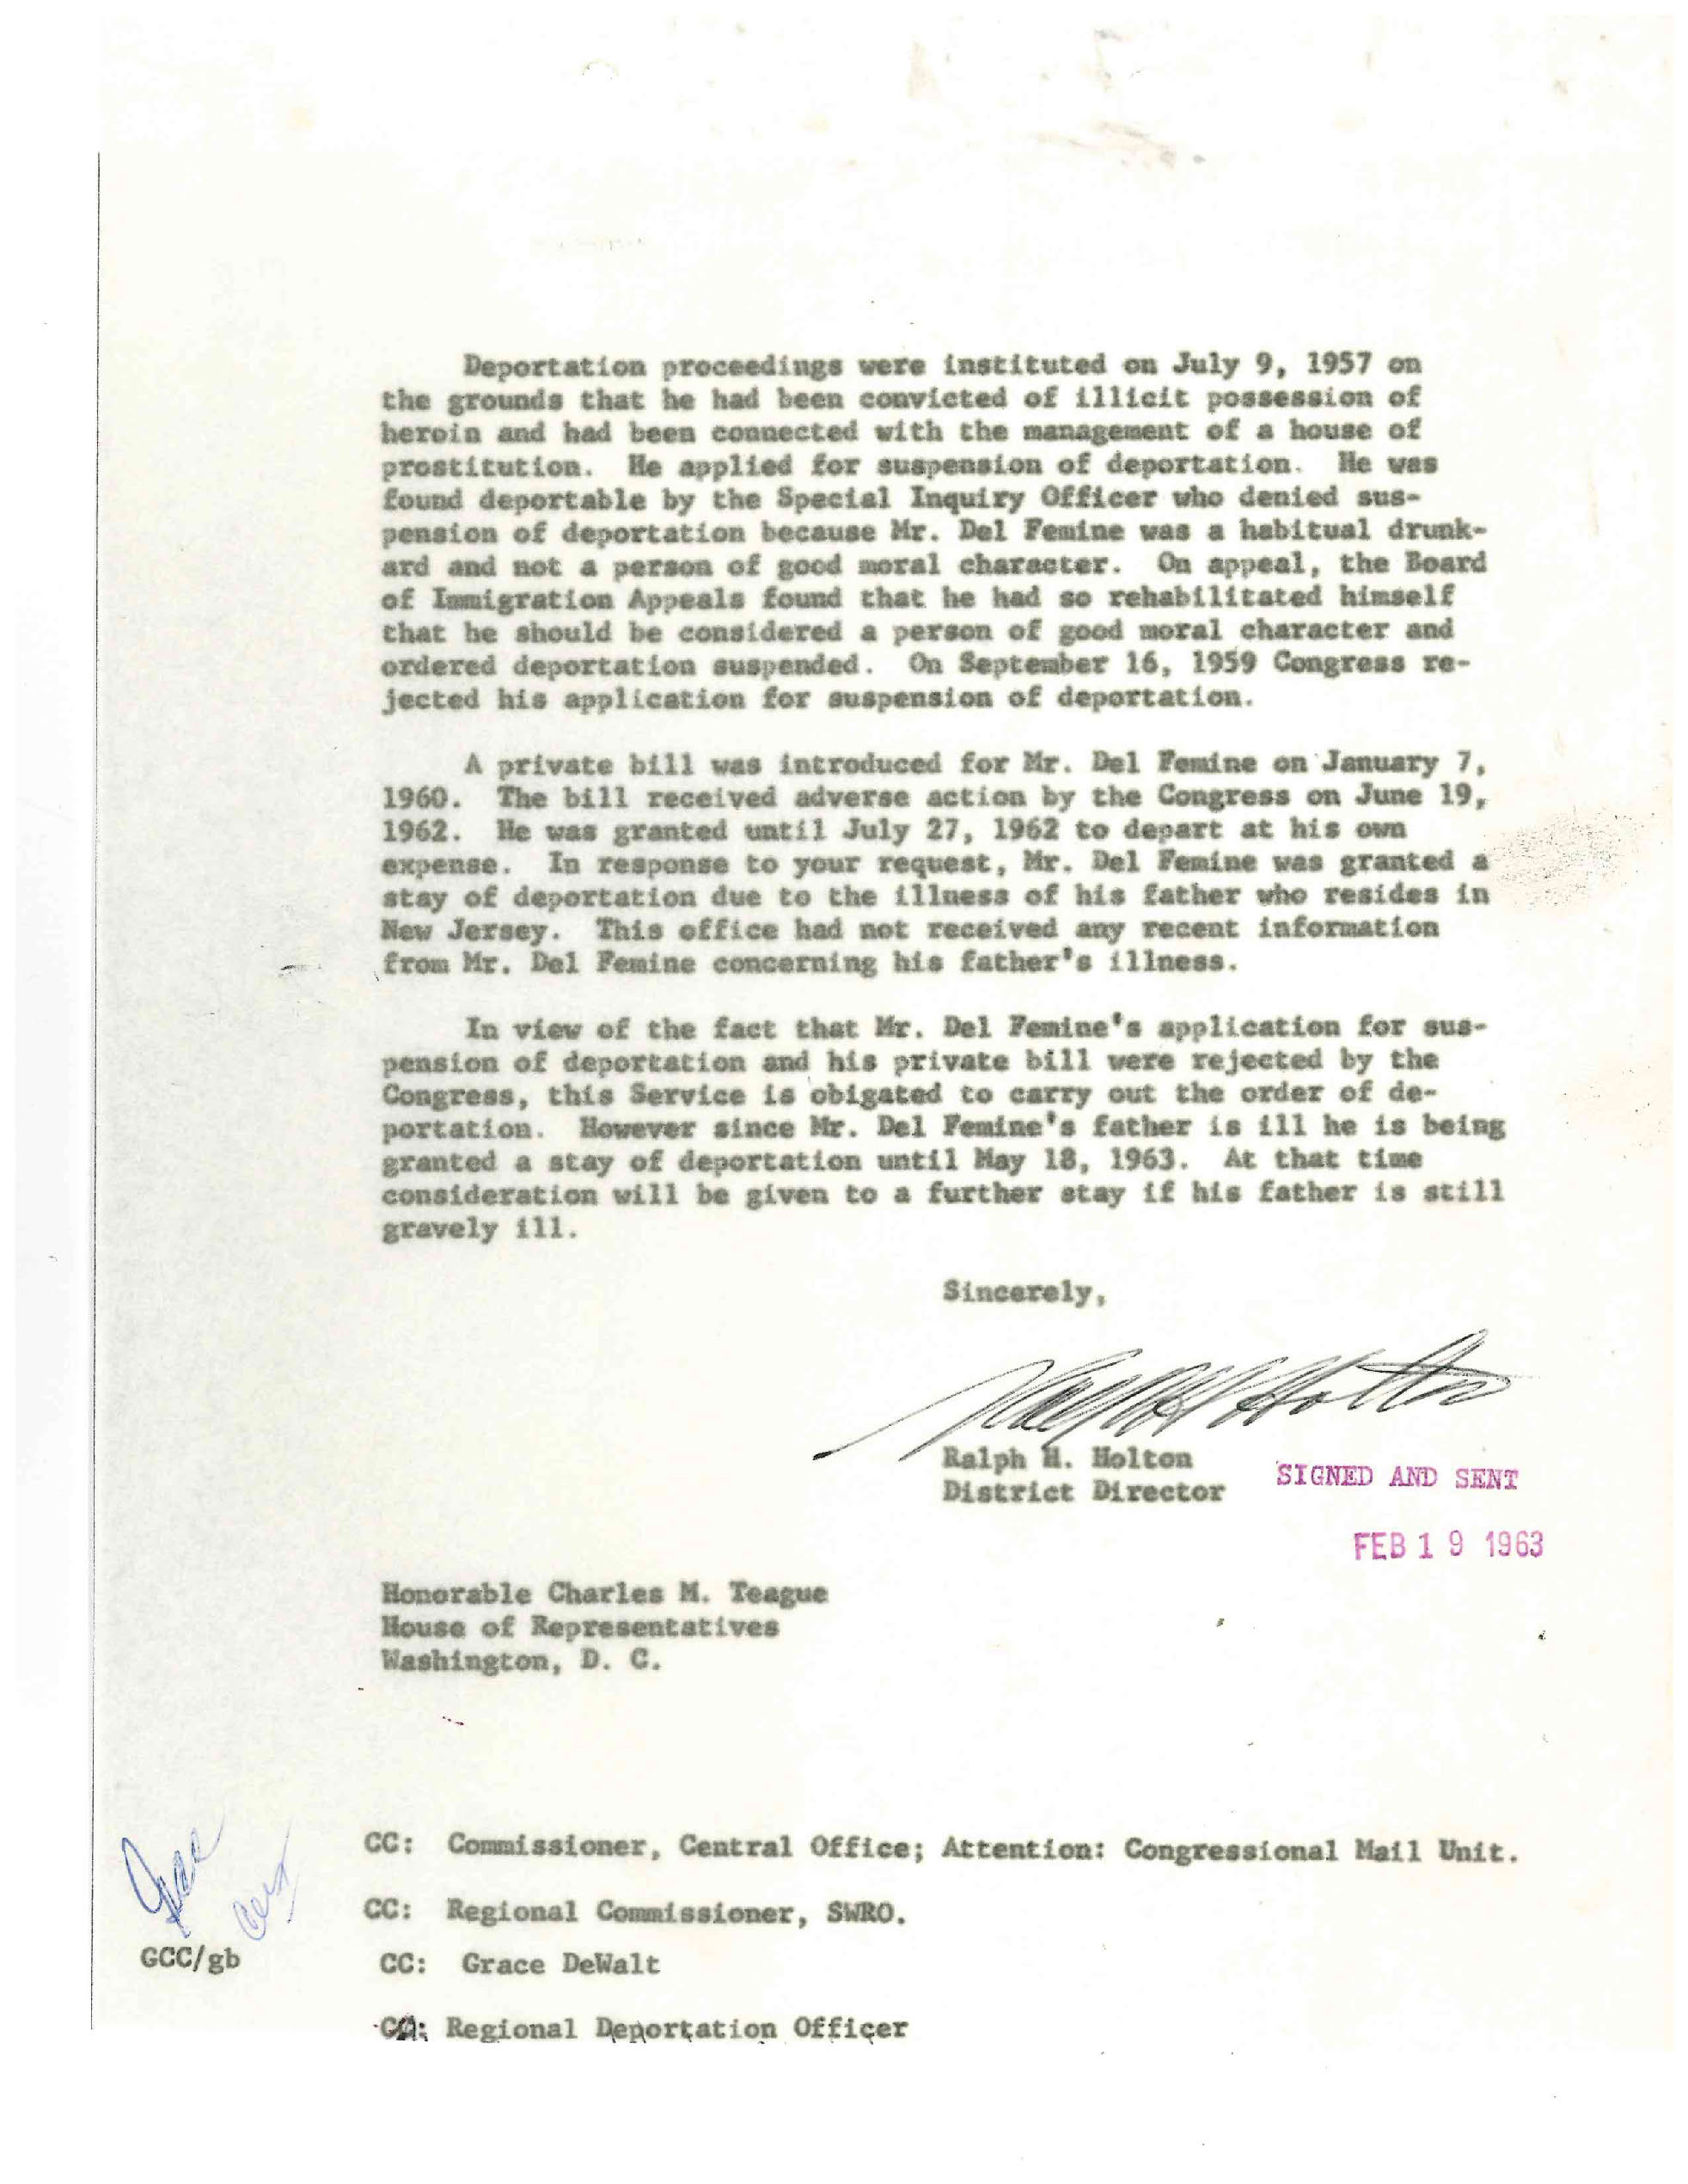 Deportation proceedings were instituted on July 9, 1957 on
the grounds that he had been convicted of illicit possession of
heroin and had been connected with the management of a house of
prostitution. He applied for suspension of deportation. He was
found deportable by the Special Inquiry Officer who denied sus-
pension of deportation because Mr. Del Femine was a habitual drunk-
ard and not a person of good moral character. On appeal, the Board
of Immigration Appeals found that he had so rehabilitated himself
that he should be considered a person of good moral character and
ordered deportation suspended. On September 16, 1959 Congress re-
jected his application for suspension of deportation.
A private bill was introduced for Mr. Del Femine on January 7,
1960. The bill received adverse action by the Congress on June 19,
1962. He was granted until July 27, 1962 to depart at his own
expense. In response to your request, Mr. Del Femine was granted a
stay of deportation due to the illness of his father who resides in
New Jersey. This office had not received any recent information
from Mr. Del Femine concerning his father's illness.
In view of the fact that Mr. Del Femine's application for sus-
pension of deportation and his private bill were rejected by the
Congress, this Service is obigated to carry out the order of de-
portation. However since Mr. Del Femine's father is ill he is being
granted a stay of deportation until May 18, 1963. At that time
consideration will be given to a further stay if his father is still
gravely ill.
Sincerely,
Ralph H. Holton
Ralph H. Holton
District Director
SIGNED AND SENT
FEB 19 1963
Honorable Charles M. Teague
House of Representatives
Washington, D. C.
CC: Commissioner, Central Office; Attention: Congressional Mail Unit.
CC: Regional Commissioner, SWRO.
GCC/gb
CC: Grace DeWalt
CC: Regional Deportation Officer